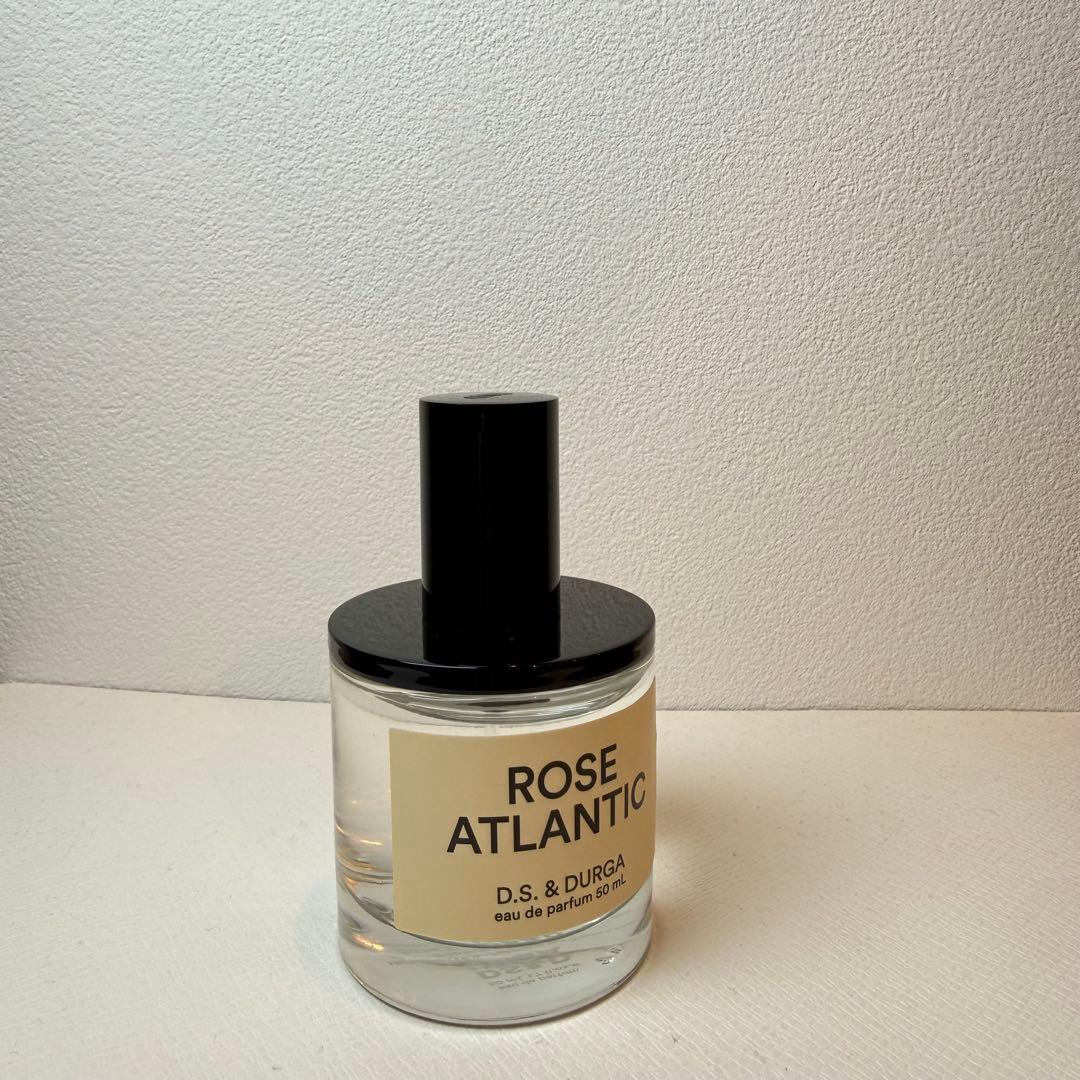 ROSE
ATLANTIC
D.S. & DURGA
eau de parfum 50 mL